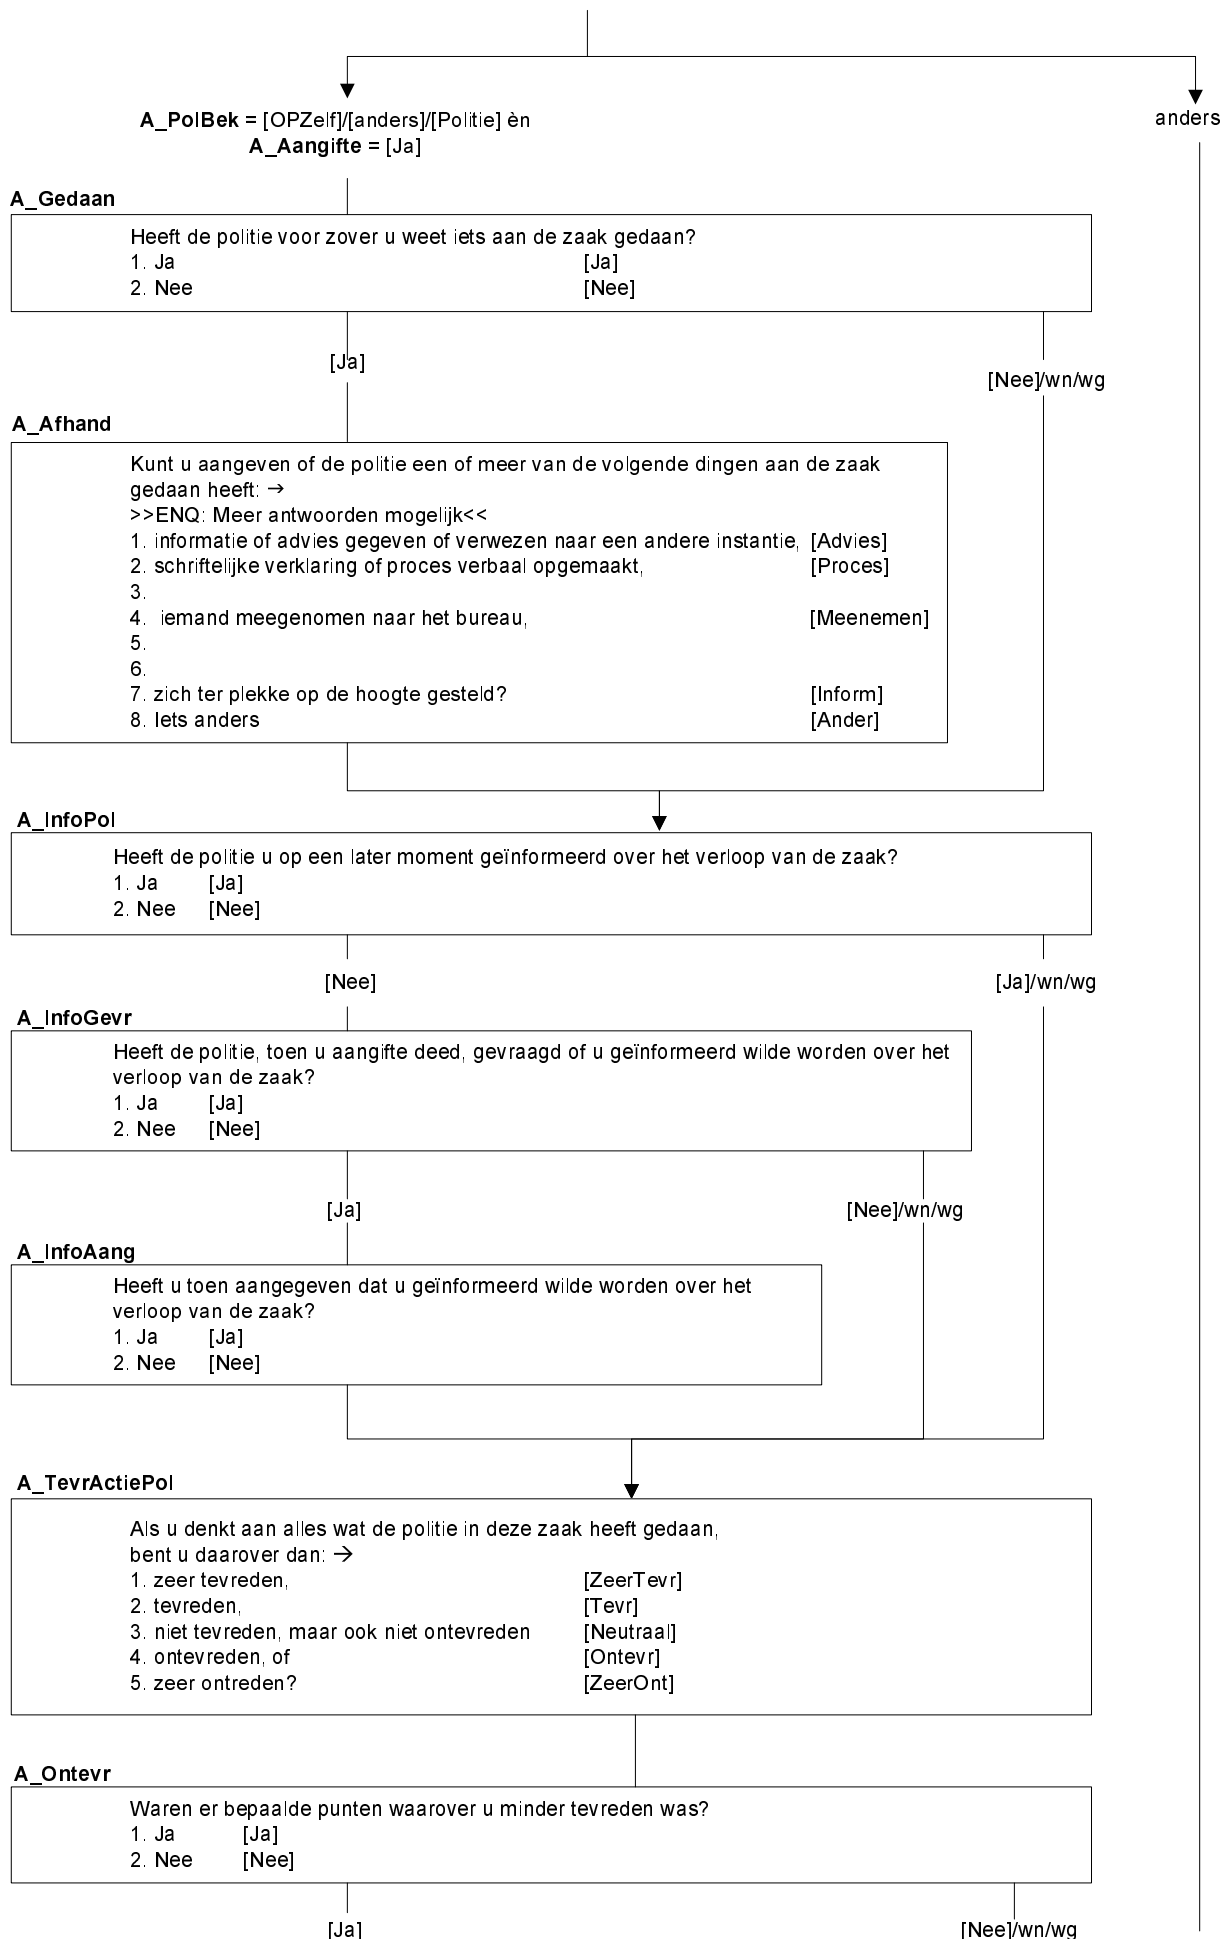 A_PolBek = [OPZelf]/[anders]/[Politie] èn
A_Aangifte = [Ja]
anders
A_Gedaan
Heeft de politie voor zover u weet iets aan de zaak gedaan?
1. Ja [Ja]
2. Nee [Nee]
[Ja]
[Nee]/wn/wg
A_Afhand
Kunt u aangeven of de politie een of meer van de volgende dingen aan de zaak
gedaan heeft: →
>>ENQ: Meer antwoorden mogelijk<<
1. informatie of advies gegeven of verwezen naar een andere instantie, [Advies]
2. schriftelijke verklaring of proces verbaal opgemaakt, [Proces]
3.
4. iemand meegenomen naar het bureau, [Meenemen]
5.
6.
7. zich ter plekke op de hoogte gesteld? [Inform]
8. Iets anders [Ander]
A_InfoPol
Heeft de politie u op een later moment geïnformeerd over het verloop van de zaak?
1. Ja [Ja]
2. Nee [Nee]
[Nee]
[Ja]/wn/wg
A_InfoGevr
Heeft de politie, toen u aangifte deed, gevraagd of u geïnformeerd wilde worden over het
verloop van de zaak?
1. Ja [Ja]
2. Nee [Nee]
[Ja]
[Nee]/wn/wg
A_InfoAang
Heeft u toen aangegeven dat u geïnformeerd wilde worden over het
verloop van de zaak?
1. Ja [Ja]
2. Nee [Nee]
A_TevrActiePol
Als u denkt aan alles wat de politie in deze zaak heeft gedaan,
bent u daarover dan: →
1. zeer tevreden, [ZeerTevr]
2. tevreden, [Tevr]
3. niet tevreden, maar ook niet ontevreden [Neutraal]
4. ontevreden, of [Ontevr]
5. zeer ontreden? [ZeerOnt]
A_Ontevr
Waren er bepaalde punten waarover u minder tevreden was?
1. Ja [Ja]
2. Nee [Nee]
[Ja]
[Nee]/wn/wg